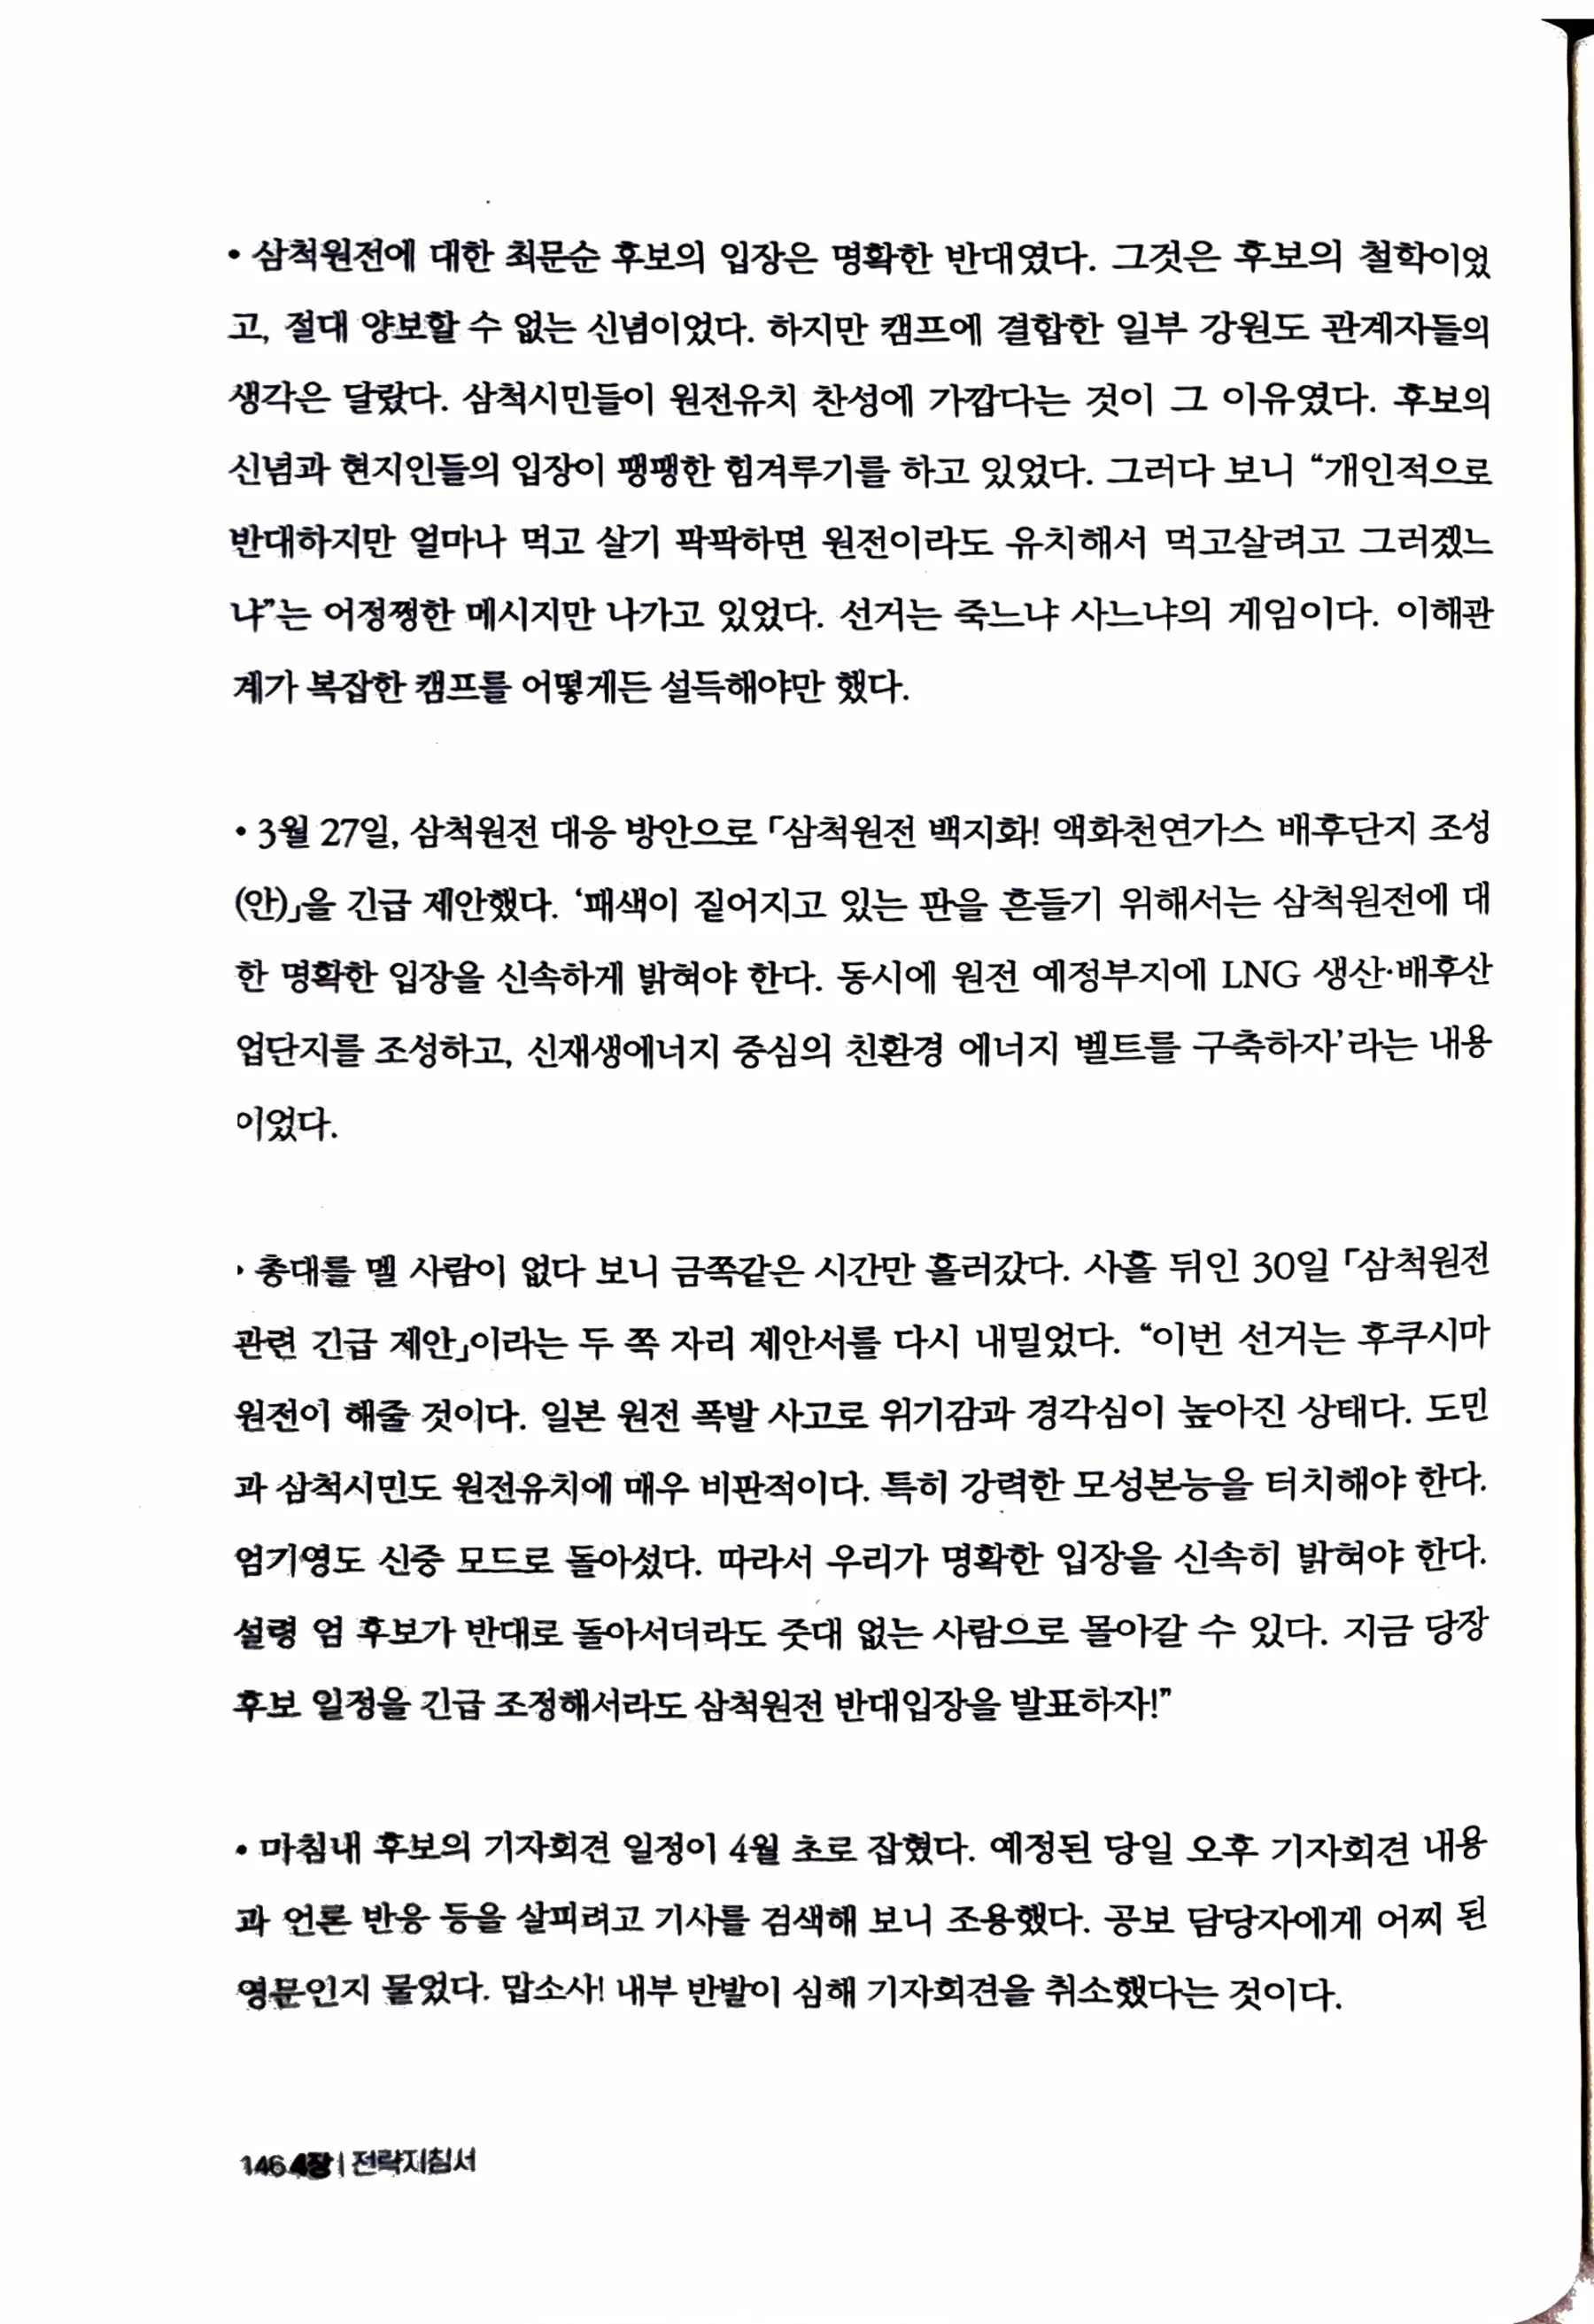 • 삼척원전에 대한 최문순 후보의 입장은 명확한 반대였다. 그것은 후보의 철학이었
고, 절대 양보할 수 없는 신념이었다. 하지만 캠프에 결합한 일부 강원도 관계자들의
생각은 달랐다. 삼척시민들이 원전유치 찬성에 가깝다는 것이 그 이유였다. 후보의
신념과 현지인들의 입장이 팽팽한 힘겨루기를 하고 있었다. 그러다 보니 “개인적으로
반대하지만 얼마나 먹고 살기 팍팍하면 원전이라도 유치해서 먹고살려고 그러겠느
냐”는 어정쩡한 메시지만 나가고 있었다. 선거는 죽느냐 사느냐의 게임이다. 이해관
계가 복잡한 캠프를 어떻게든 설득해야만 했다.
• 3월 27일, 삼척원전 대응 방안으로 「삼척원전 백지화! 액화천연가스 배후단지 조성
(안)」을 긴급 제안했다. ‘패색이 짙어지고 있는 판을 흔들기 위해서는 삼척원전에 대
한 명확한 입장을 신속하게 밝혀야 한다. 동시에 원전 예정부지에 LNG 생산·배후산
업단지를 조성하고, 신재생에너지 중심의 친환경 에너지 벨트를 구축하자’라는 내용
이었다.
• 총대를 멜 사람이 없다 보니 금쪽같은 시간만 흘러갔다. 사흘 뒤인 30일 「삼척원전
관련 긴급 제안」이라는 두 쪽 자리 제안서를 다시 내밀었다. “이번 선거는 후쿠시마
원전이 해줄 것이다. 일본 원전 폭발 사고로 위기감과 경각심이 높아진 상태다. 도민
과 삼척시민도 원전유치에 매우 비판적이다. 특히 강력한 모성본능을 터치해야 한다.
엄기영도 신중 모드로 돌아섰다. 따라서 우리가 명확한 입장을 신속히 밝혀야 한다.
설령 엄 후보가 반대로 돌아서더라도 줏대 없는 사람으로 몰아갈 수 있다. 지금 당장
후보 일정을 긴급 조정해서라도 삼척원전 반대입장을 발표하자!”
• 마침내 후보의 기자회견 일정이 4월 초로 잡혔다. 예정된 당일 오후 기자회견 내용
과 언론 반응 등을 살피려고 기사를 검색해 보니 조용했다. 공보 담당자에게 어찌 된
영문인지 물었다. 맙소사! 내부 반발이 심해 기자회견을 취소했다는 것이다.
146 4장 | 전략지침서